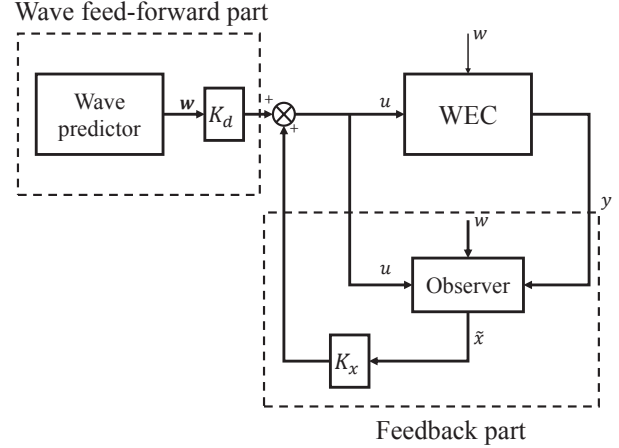 Wave feed-forward part
w
Wave
predictor
w
K_d
+
+
u
WEC
y
w
u
Observer
x̃
K_x
Feedback part